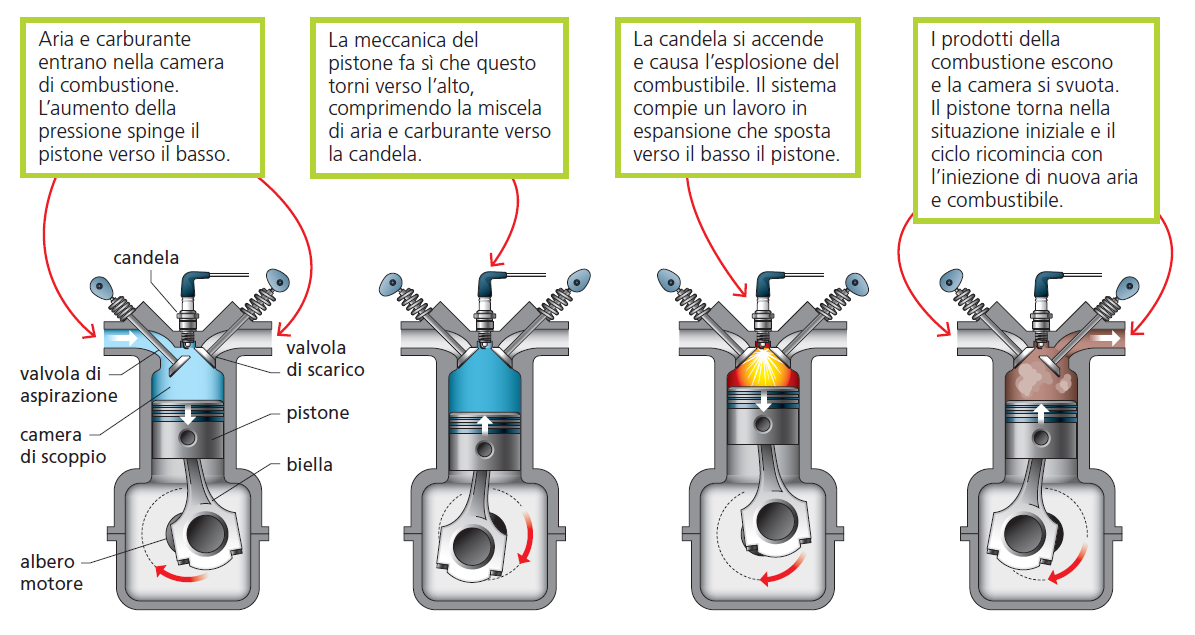 Aria e carburante
entrano nella camera
di combustione.
L’aumento della
pressione spinge il
pistone verso il basso.
La meccanica del
pistone fa sì che questo
torni verso l’alto,
comprimendo la miscela
di aria e carburante verso
la candela.
La candela si accende
e causa l’esplosione del
combustibile. Il sistema
compie un lavoro in
espansione che sposta
verso il basso il pistone.
I prodotti della
combustione escono
e la camera si svuota.
Il pistone torna nella
situazione iniziale e il
ciclo ricomincia con
l’iniezione di nuova aria
e combustibile.
candela
valvola di
aspirazione
camera
di scoppio
albero
motore
valvola
di scarico
pistone
biella